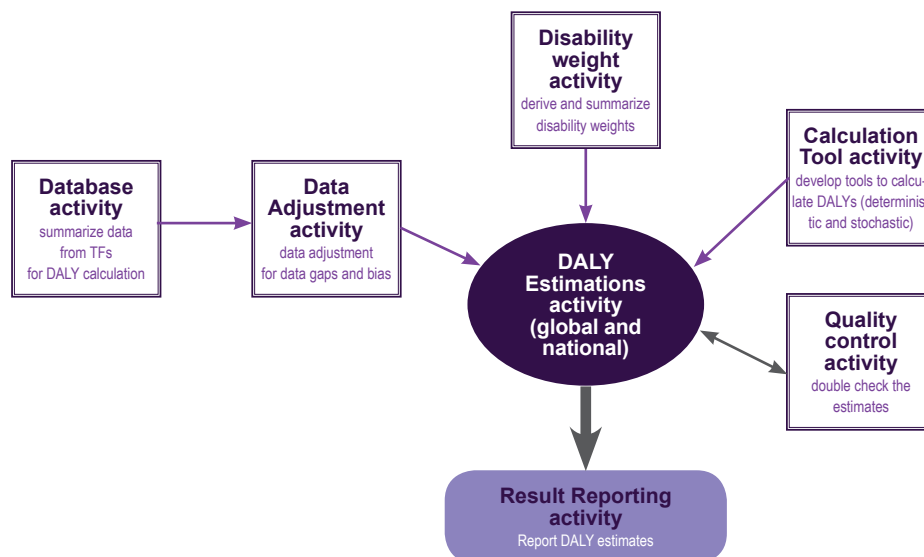 Disability
weight
activity
derive and summarize
disability weights
Calculation
Tool activity
develop tools to calcu-
late DALYs (determinis-
tic and stochastic)
Database
activity
summarize data
from TFs
for DALY calculation
Data
Adjustment
activity
data adjustment
for data gaps and bias
DALY
Estimations
activity
(global and
national)
Quality
control
activity
double check the
estimates
Result Reporting
activity
Report DALY estimates